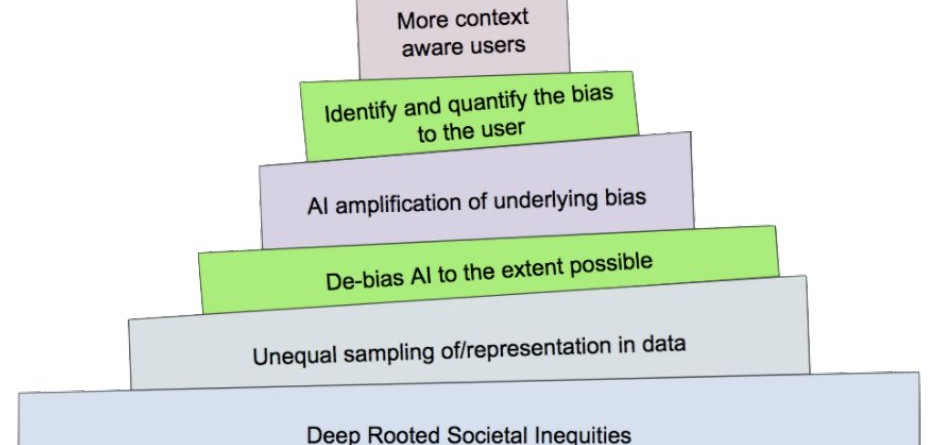 More context
aware users
Identify and quantify the bias
to the user
AI amplification of underlying bias
De-bias AI to the extent possible
Unequal sampling of/representation in data
Deep Rooted Societal Inequities